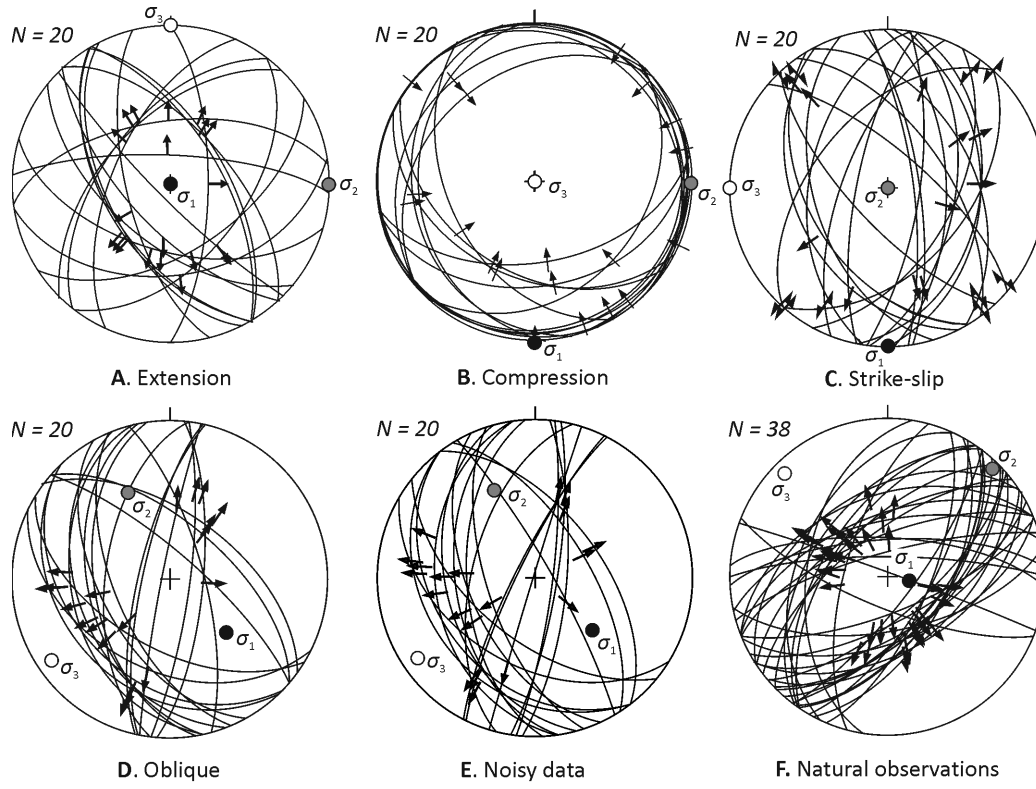 σ3
N = 20
σ1
σ2
A. Extension
N = 20
σ3
σ2
σ1
B. Compression
N = 20
σ3
σ2
σ1
C. Strike-slip
N = 20
σ2
σ1
σ3
D. Oblique
N = 20
σ2
σ1
σ3
E. Noisy data
N = 38
σ2
σ3
σ1
F. Natural observations